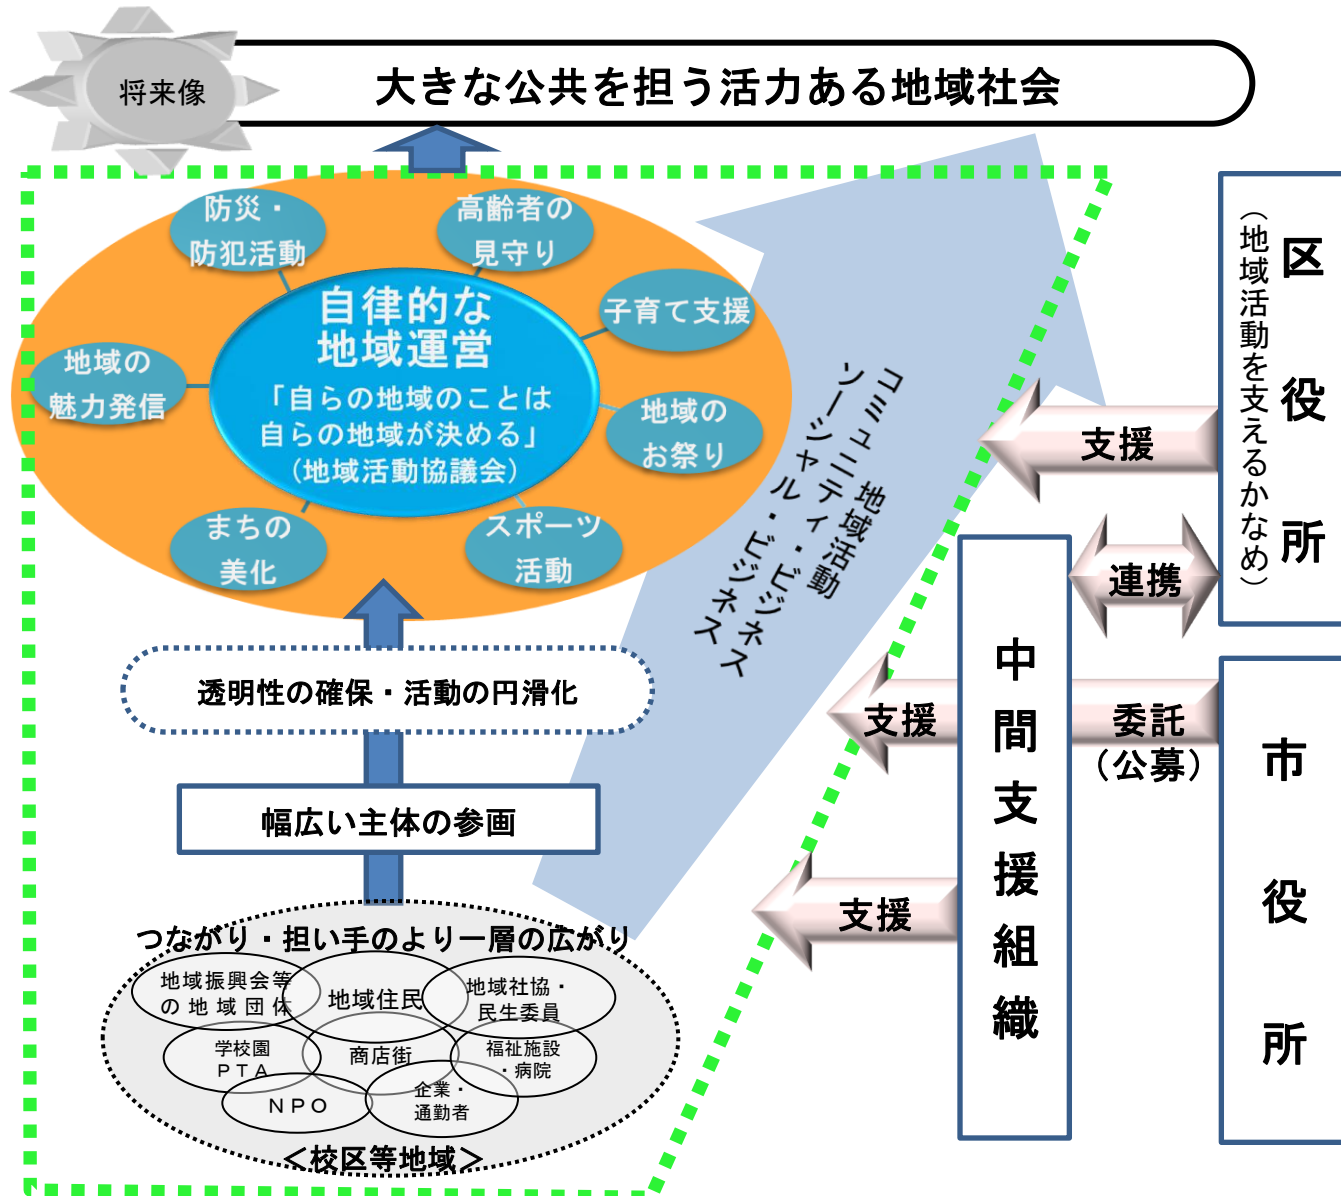 将来像
大きな公共を担う活力ある地域社会
防災・
防犯活動
高齢者の
見守り
子育て支援
地域の
魅力発信
自律的な
地域運営
「自らの地域のことは
自らの地域が決める」
（地域活動協議会）
地域の
お祭り
まちの
美化
スポーツ
活動
地域活動
コミュニティ・ビジネス
ソーシャル・ビジネス
透明性の確保・活動の円滑化
幅広い主体の参画
つながり・担い手のより一層の広がり
地域振興会等
の地域団体
地域住民
地域社協・
民生委員
学校園
ＰＴＡ
商店街
福祉施設
・病院
ＮＰＯ
企業・
通勤者
＜校区等地域＞
区役所
（地域活動を支えるかなめ）
支援
連携
中間支援組織
支援
委託
（公募）
支援
市役所